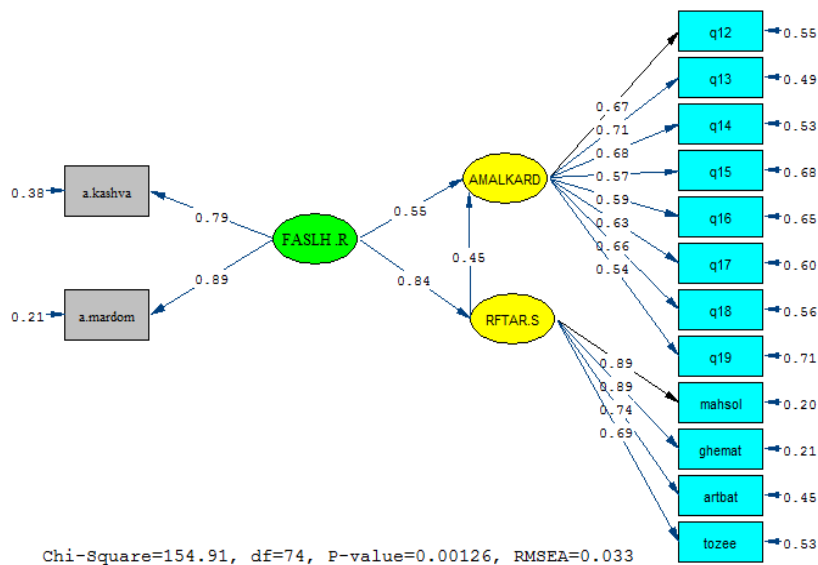 q12
0.55
q13
0.49
0.67
0.71
q14
0.53
0.68
q15
0.68
0.57
AMALKARD
0.38
a.kashva
0.59
q16
0.65
0.79
0.55
0.63
FASLH .R
0.66
q17
0.60
0.45
0.54
0.89
0.84
q18
0.56
0.21
a.mardom
RFTAR.S
q19
0.71
0.89
0.89
mahsol
0.20
0.74
0.69
ghemat
0.21
artbat
0.45
tozee
0.53
Chi-Square=154.91, df=74, P-value=0.00126, RMSEA=0.033